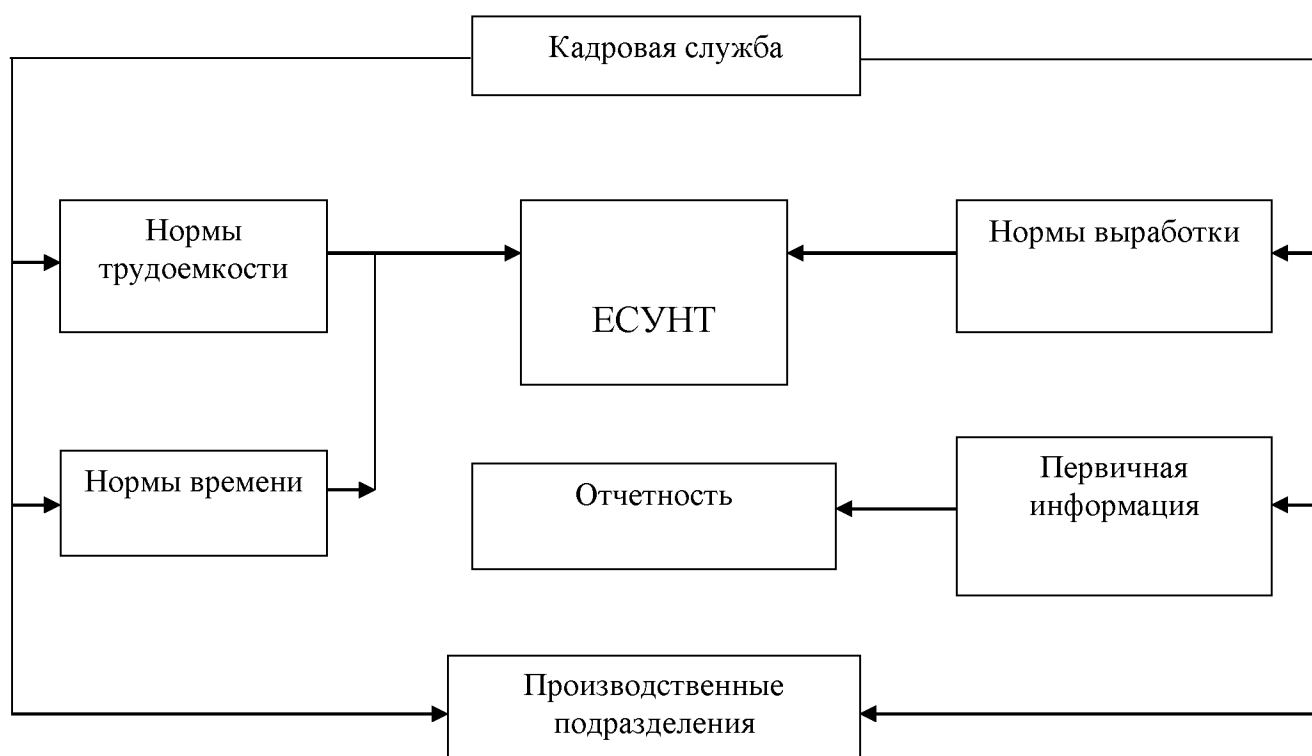 Кадровая служба
Нормы
трудоемкости
ЕСУНТ
Нормы выработки
Нормы времени
Отчетность
Первичная
информация
Производственные
подразделения